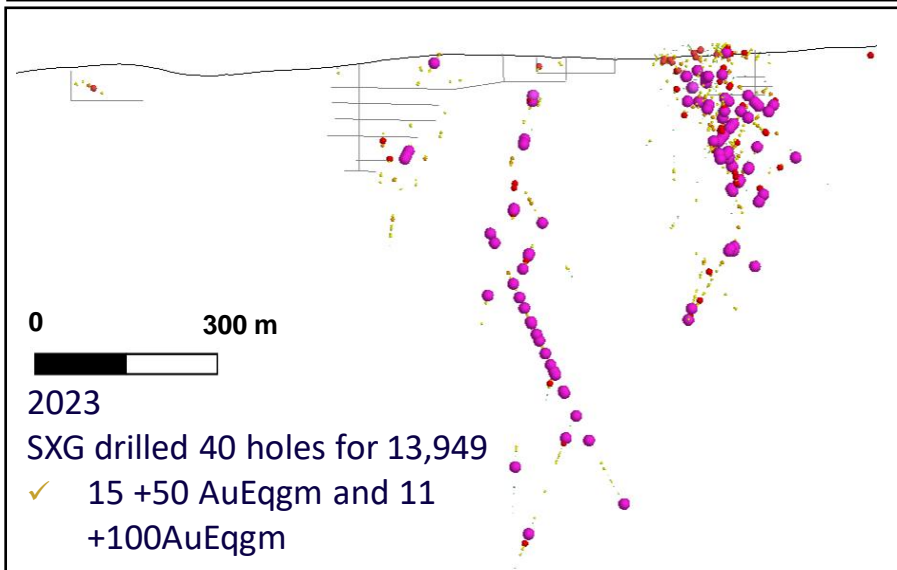 0 300 m
2023
SXG drilled 40 holes for 13,949
✓ 15 +50 AuEqgm and 11
+100AuEqgm